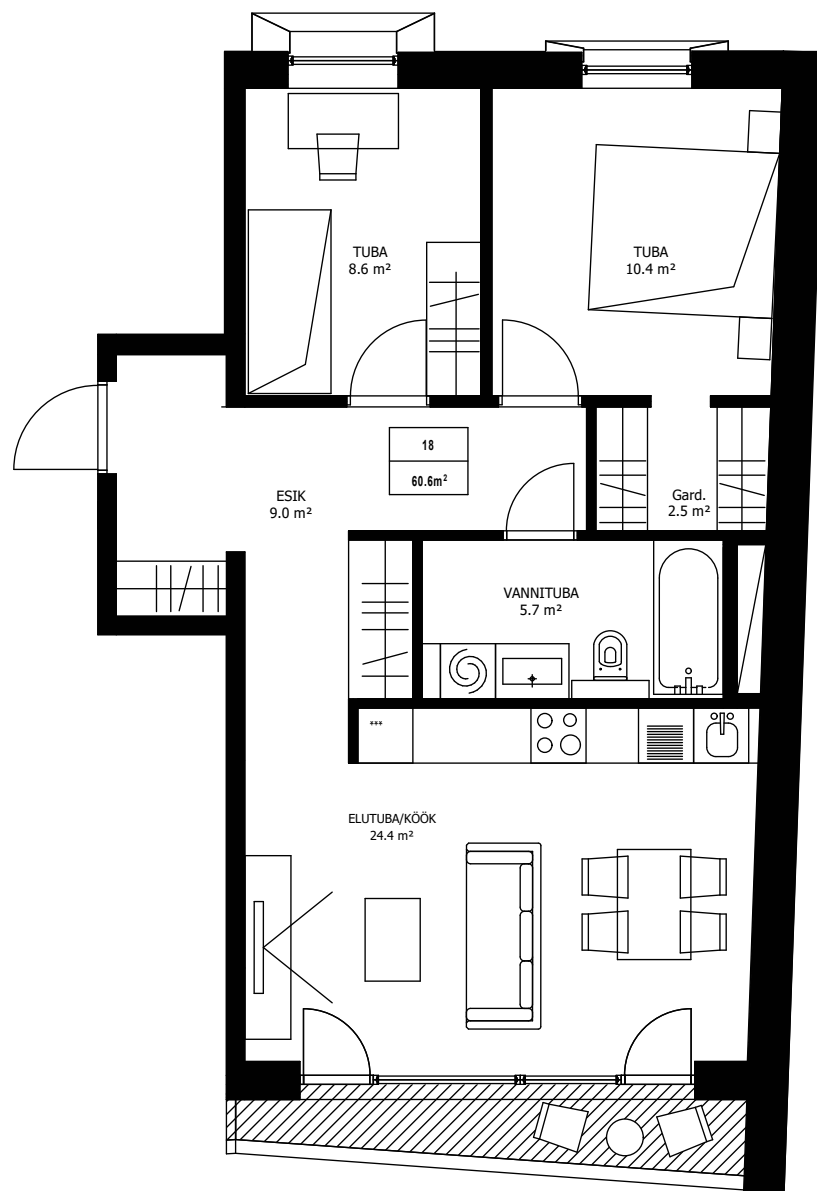 TUBA
8.6 m²
TUBA
10.4 m²
18
60.6m²
ESIK
9.0 m²
Gard.
2.5 m²
VANNITUBA
5.7 m²
***
ELUTUBA/KÖÖK
24.4 m²